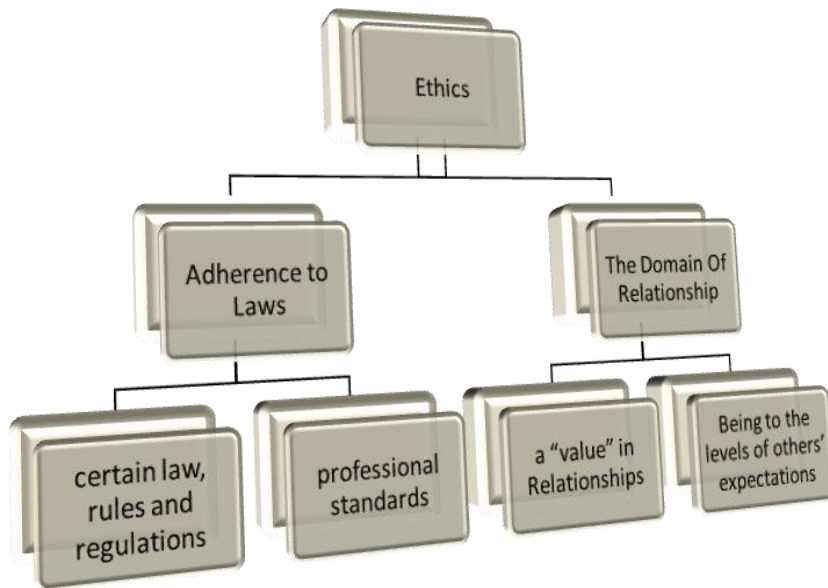 Ethics
Adherence to
Laws
The Domain Of
Relationship
certain law,
rules and
regulations
professional
standards
a “value” in
Relationships
Being to the
levels of others’
expectations